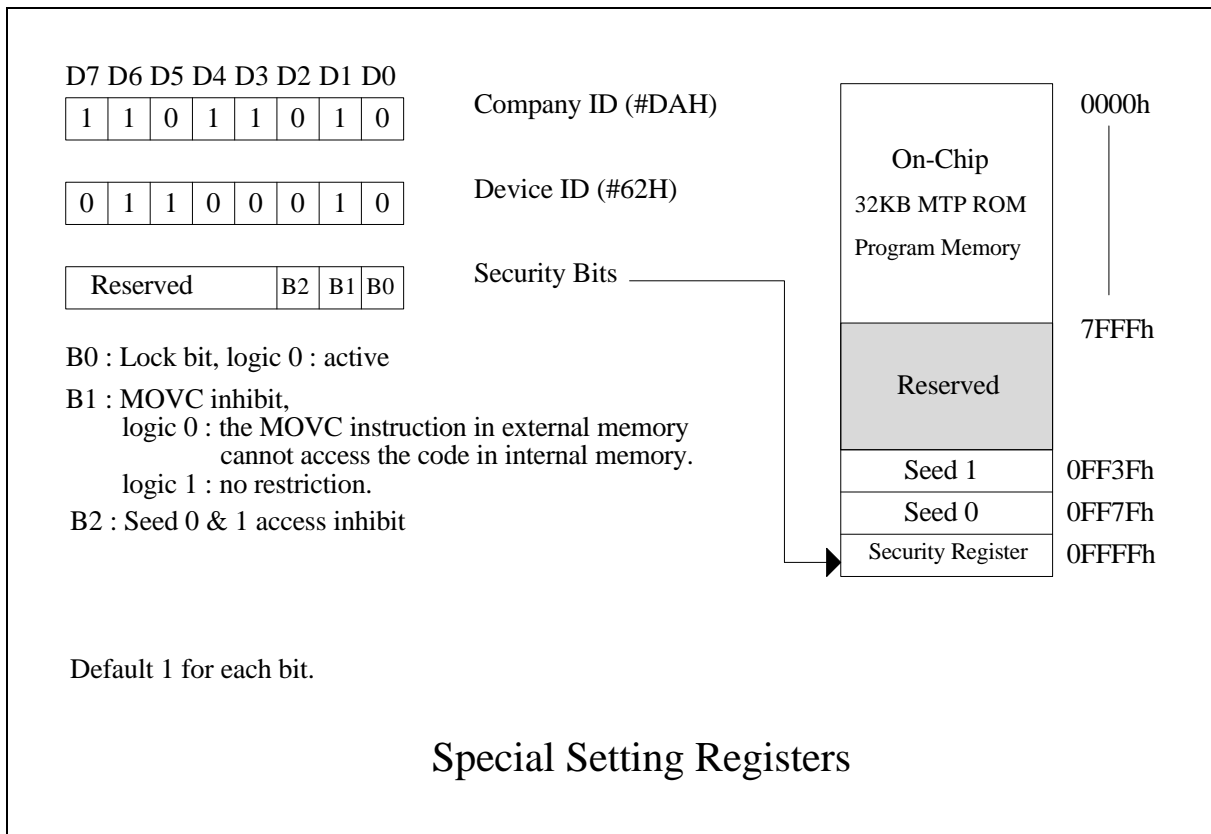 D7 D6 D5 D4 D3 D2 D1 D0
1 1 0 1 1 0 1 0
Company ID (#DAH)
0 1 1 0 0 0 1 0
Device ID (#62H)
Reserved B2 B1 B0
Security Bits
B0 : Lock bit, logic 0 : active
B1 : MOVC inhibit,
logic 0 : the MOVC instruction in external memory
cannot access the code in internal memory.
logic 1 : no restriction.
B2 : Seed 0 & 1 access inhibit
Default 1 for each bit.
On-Chip
32KB MTP ROM
Program Memory
0000h
7FFFh
Reserved
Seed 1 0FF3Fh
Seed 0 0FF7Fh
Security Register 0FFFFh
Special Setting Registers